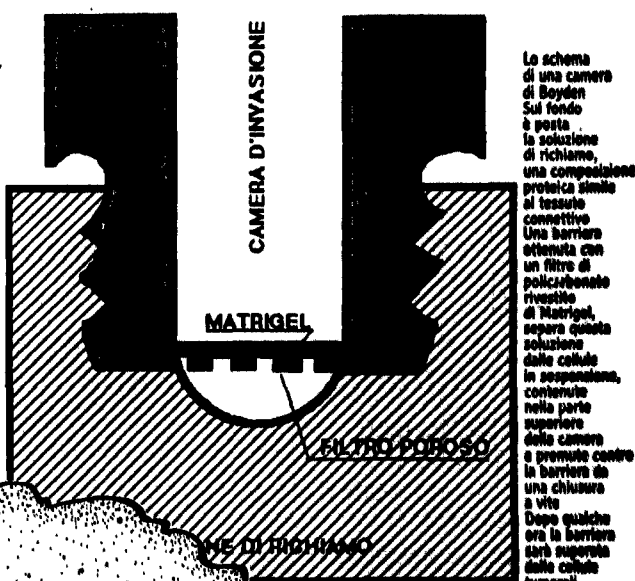 CAMERA D'INVASIONE
MATRIGEL
FILTRO POROSO
NE DI RICHIAMO
Lo schema
di una camera
di Boyden
Sul fondo
è posta
la soluzione
di richiamo,
una composizione
proteica simile
al tessuto
connettivo
Una barriera
ottenuta con
un filtro di
policarbonato
rivestito
di Matrigel,
separa questa
soluzione
dalle cellule
in sospensione,
contenute
nella parte
superiore
della camera
e premute contro
la barriera da
una chiusura
a vite
Dopo qualche
ora la barriera
sarà superata
dalle cellule